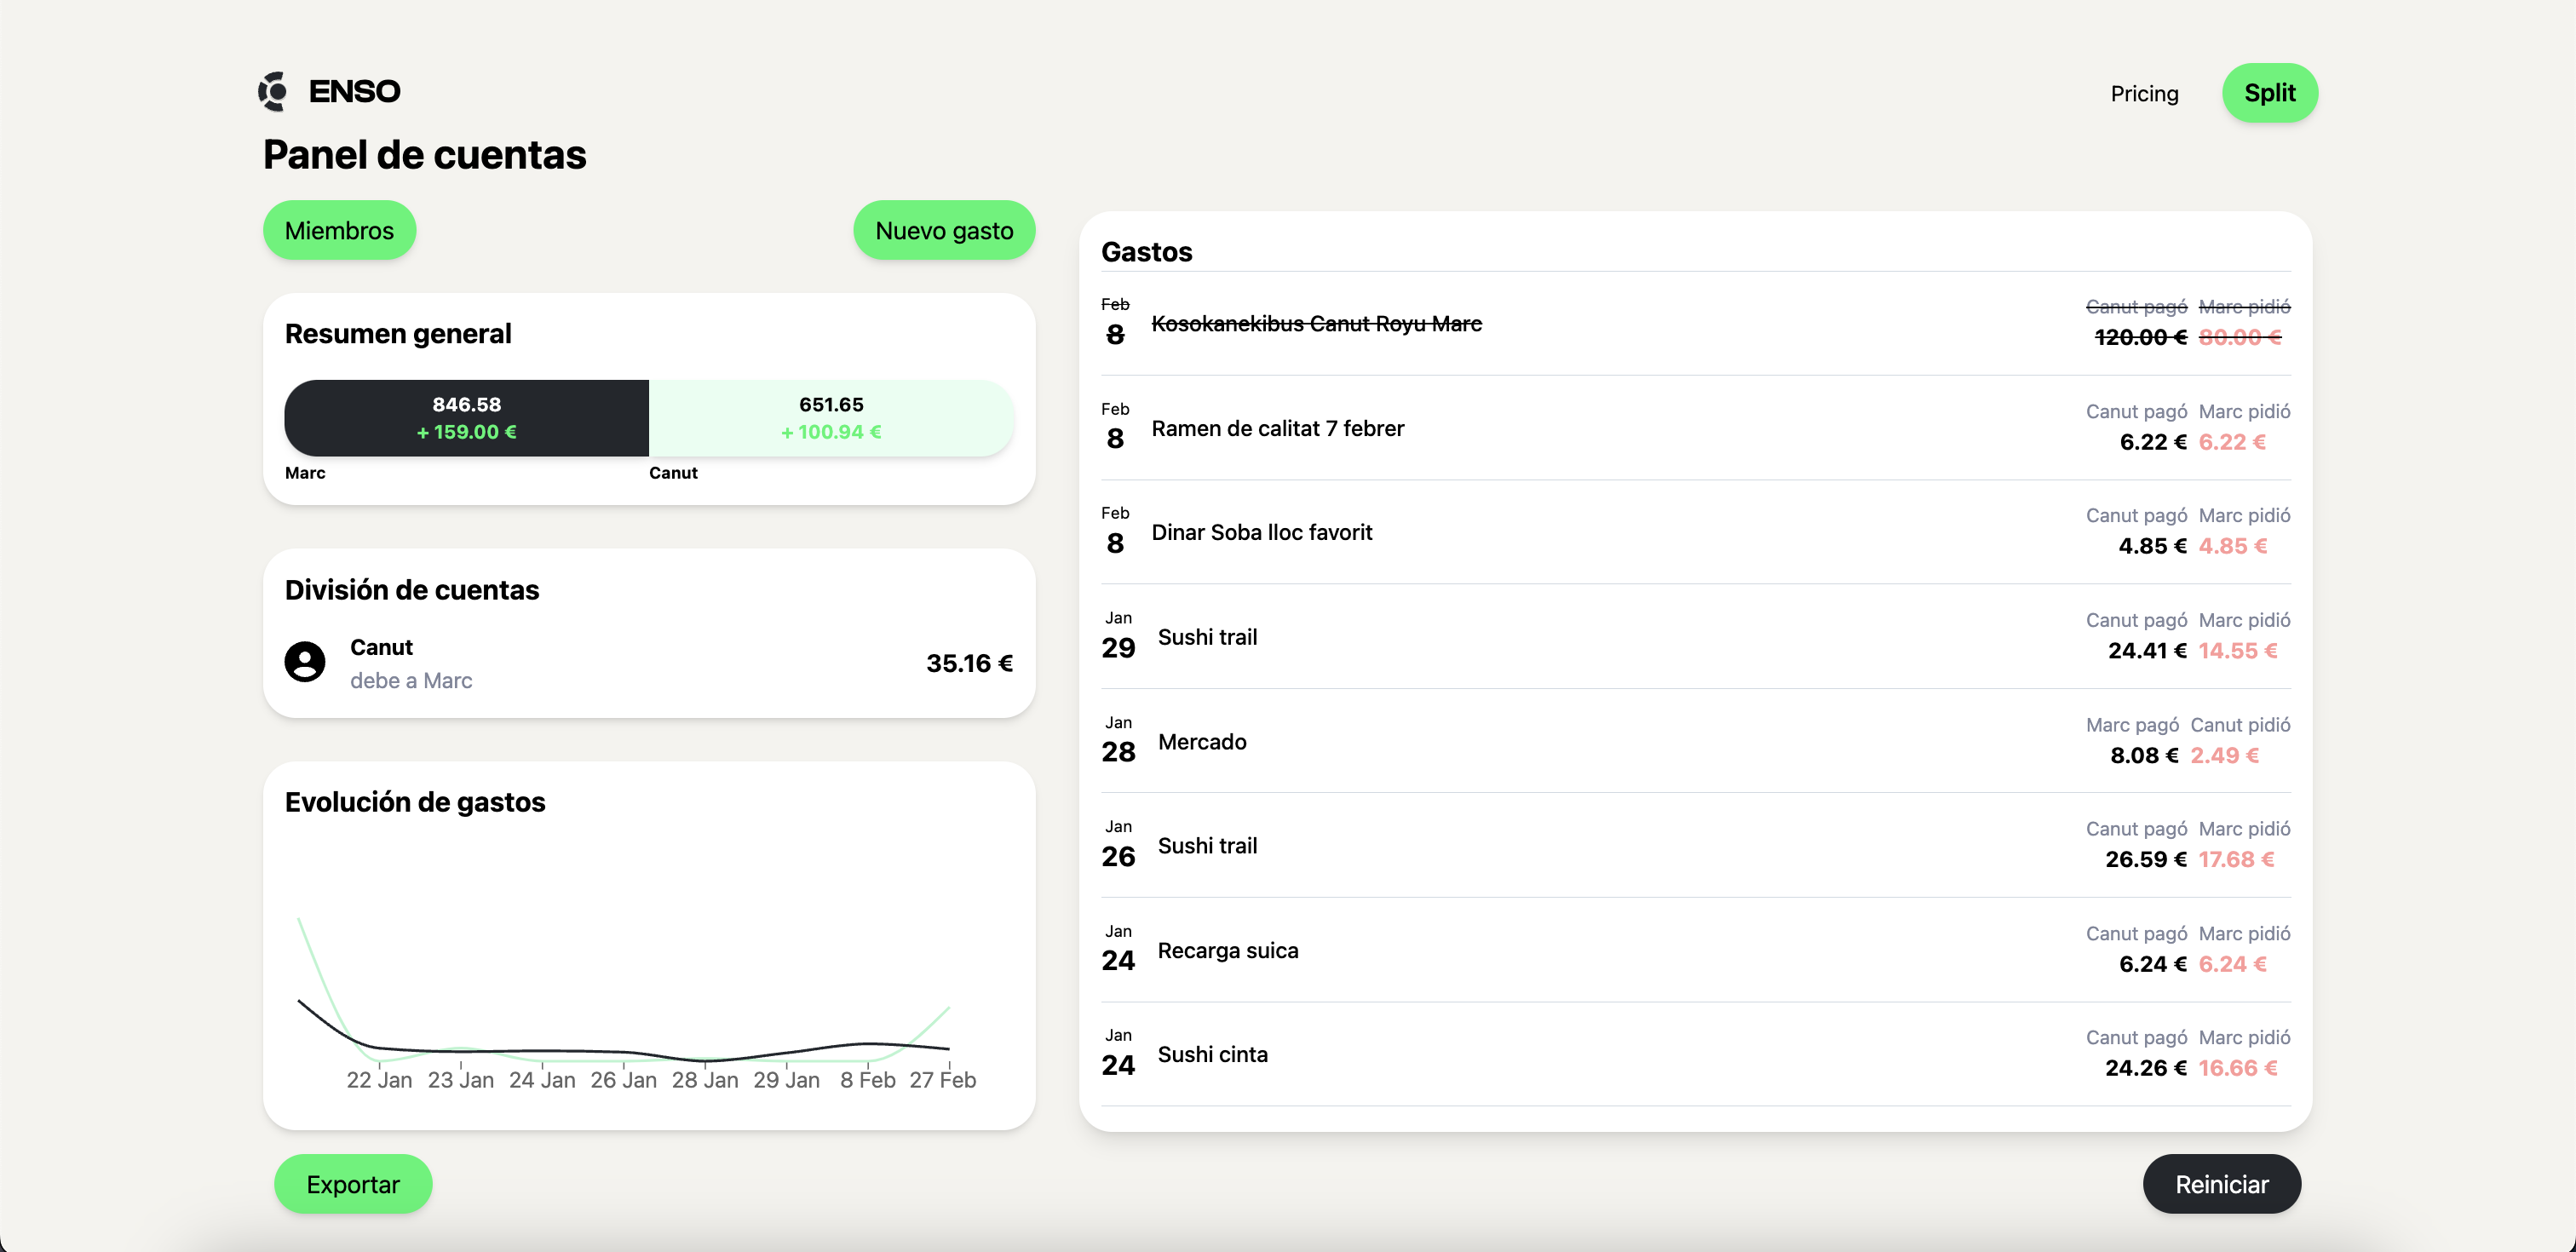 ENSO
Pricing
Split
Panel de cuentas
Miembros
Nuevo gasto
Resumen general
846.58
+ 159.00 €
651.65
+ 100.94 €
Marc
Canut
División de cuentas
Canut
debe a Marc
35.16 €
Evolución de gastos
22 Jan 23 Jan 24 Jan 26 Jan 28 Jan 29 Jan 8 Feb 27 Feb
Exportar
Gastos
Feb
8
Kosokanekibus Canut Royu Marc
Canut pagó Marc pidió
120.00 € 80.00 €
Feb
8
Ramen de calitat 7 febrer
Canut pagó Marc pidió
6.22 € 6.22 €
Feb
8
Dinar Soba lloc favorit
Canut pagó Marc pidió
4.85 € 4.85 €
Jan
29
Sushi trail
Canut pagó Marc pidió
24.41 € 14.55 €
Jan
28
Mercado
Marc pagó Canut pidió
8.08 € 2.49 €
Jan
26
Sushi trail
Canut pagó Marc pidió
26.59 € 17.68 €
Jan
24
Recarga suica
Canut pagó Marc pidió
6.24 € 6.24 €
Jan
24
Sushi cinta
Canut pagó Marc pidió
24.26 € 16.66 €
Reiniciar